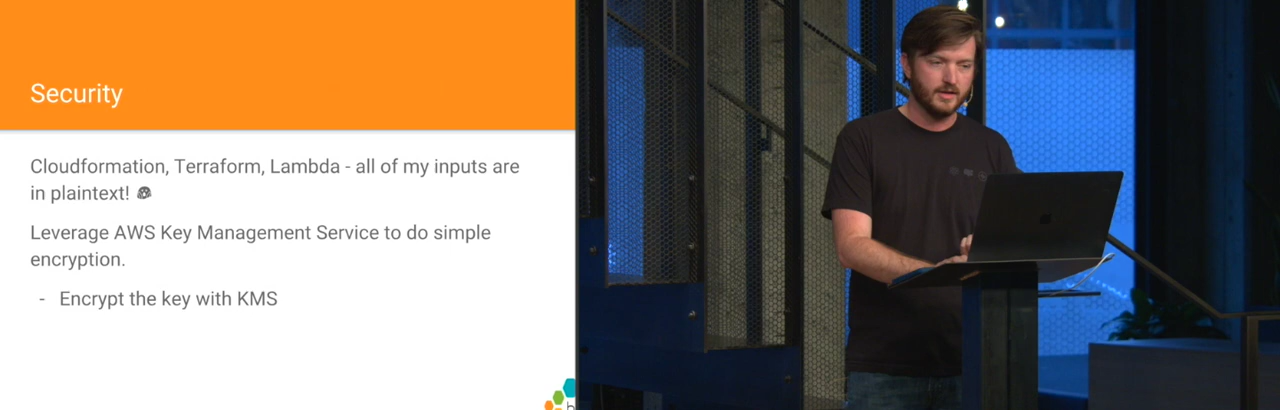 Security
Cloudformation, Terraform, Lambda - all of my inputs are
in plaintext! 🙈
Leverage AWS Key Management Service to do simple
encryption.
- Encrypt the key with KMS